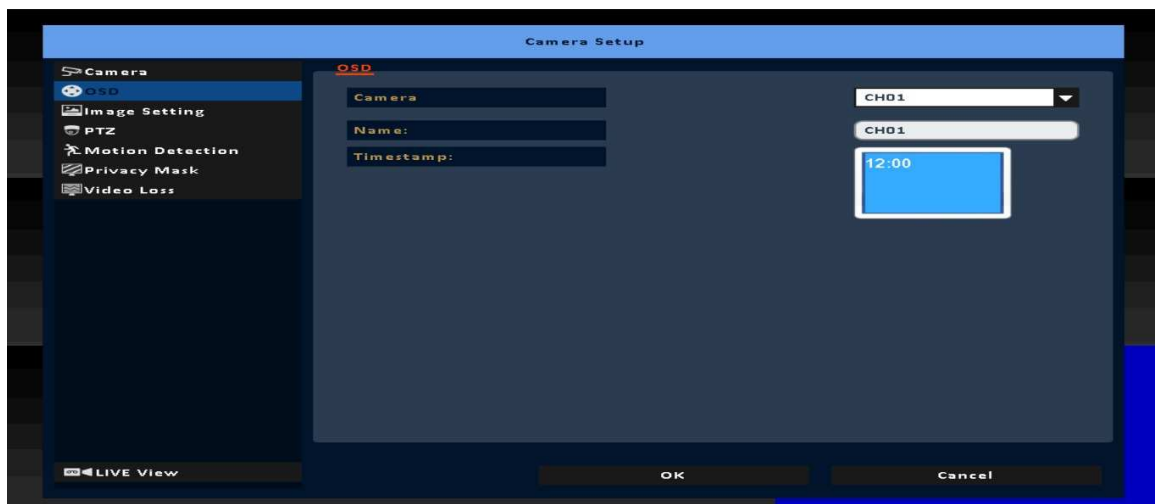 Camera Setup
Camera
OSD
Image Setting
PTZ
Motion Detection
Privacy Mask
Video Loss
LIVE View
OSD
Camera CH01
Name: CH01
Timestamp: 12:00
OK Cancel